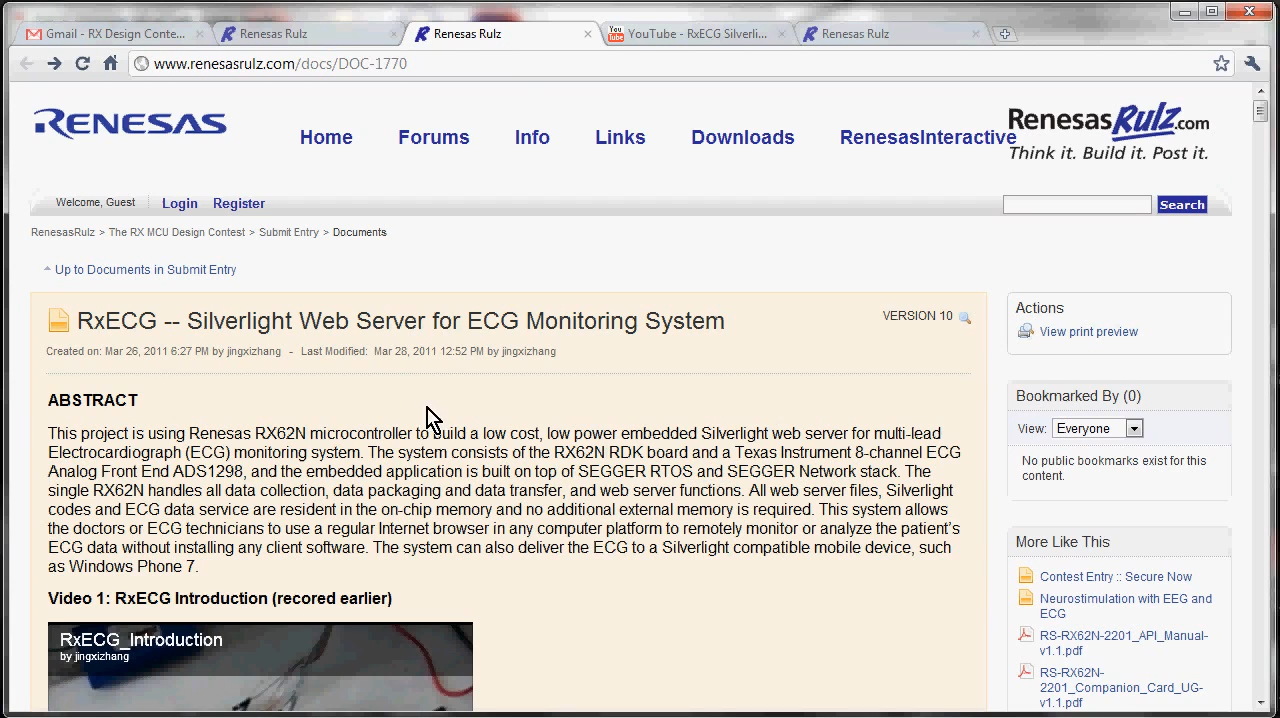 Gmail - RX Design Conte...
Renesas Rulz
Renesas Rulz
You Tube YouTube - RxECG Silverli...
Renesas Rulz
www.renesasrulz.com/docs/DOC-1770
RENESAS
Home Forums Info Links Downloads RenesasInteractive
RenesasRulz.com
Think it. Build it. Post it.
Welcome, Guest Login Register
Search
RenesasRulz > The RX MCU Design Contest > Submit Entry > Documents
Up to Documents in Submit Entry
RxECG -- Silverlight Web Server for ECG Monitoring System
VERSION 10
Created on: Mar 26, 2011 6:27 PM by jingxizhang - Last Modified: Mar 28, 2011 12:52 PM by jingxizhang
ABSTRACT
This project is using Renesas RX62N microcontroller to build a low cost, low power embedded Silverlight web server for multi-lead
Electrocardiograph (ECG) monitoring system. The system consists of the RX62N RDK board and a Texas Instrument 8-channel ECG
Analog Front End ADS1298, and the embedded application is built on top of SEGGER RTOS and SEGGER Network stack. The
single RX62N handles all data collection, data packaging and data transfer, and web server functions. All web server files, Silverlight
codes and ECG data service are resident in the on-chip memory and no additional external memory is required. This system allows
the doctors or ECG technicians to use a regular Internet browser in any computer platform to remotely monitor or analyze the patient's
ECG data without installing any client software. The system can also deliver the ECG to a Silverlight compatible mobile device, such
as Windows Phone 7.
Video 1: RxECG Introduction (recored earlier)
RxECG_Introduction
by jingxizhang
Actions
View print preview
Bookmarked By (0)
View: Everyone
No public bookmarks exist for this
content.
More Like This
Contest Entry :: Secure Now
Neurostimulation with EEG and
ECG
RS-RX62N-2201_API_Manual-
v1.1.pdf
RS-RX62N-
2201_Companion_Card_UG-
v1.1.pdf